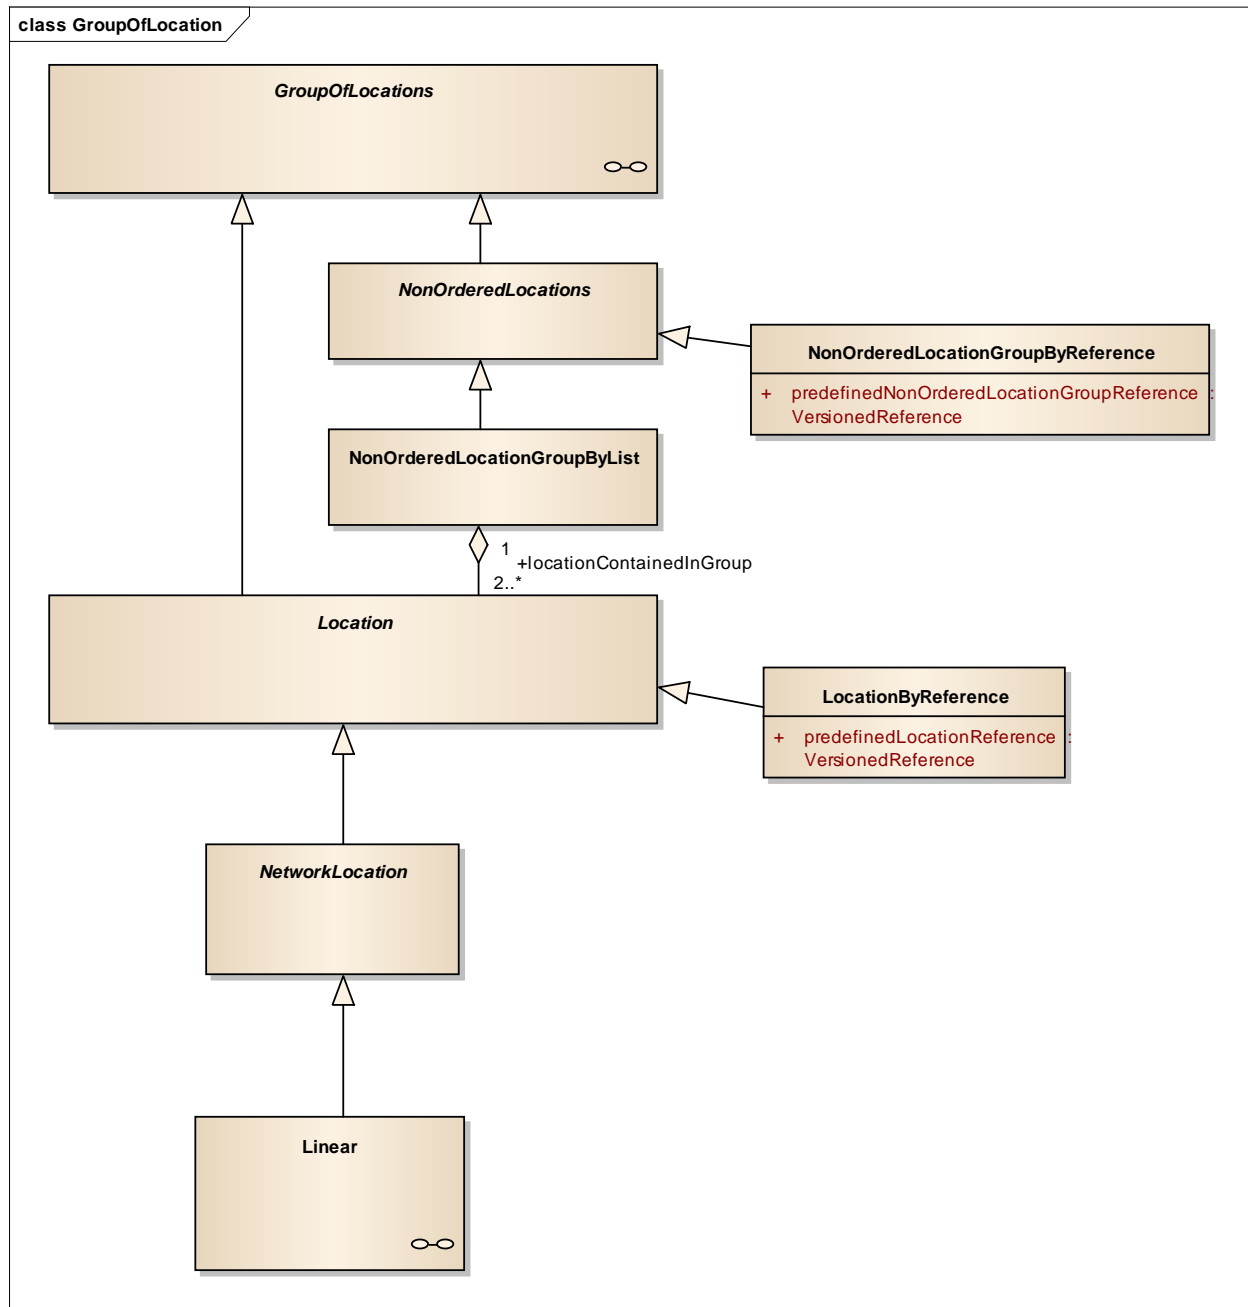 class GroupOfLocation
GroupOfLocations
NonOrderedLocations
NonOrderedLocationGroupByReference
+ predefinedNonOrderedLocationGroupReference :
VersionedReference
NonOrderedLocationGroupByList
1
+locationContainedInGroup
2..*
Location
LocationByReference
+ predefinedLocationReference :
VersionedReference
NetworkLocation
Linear